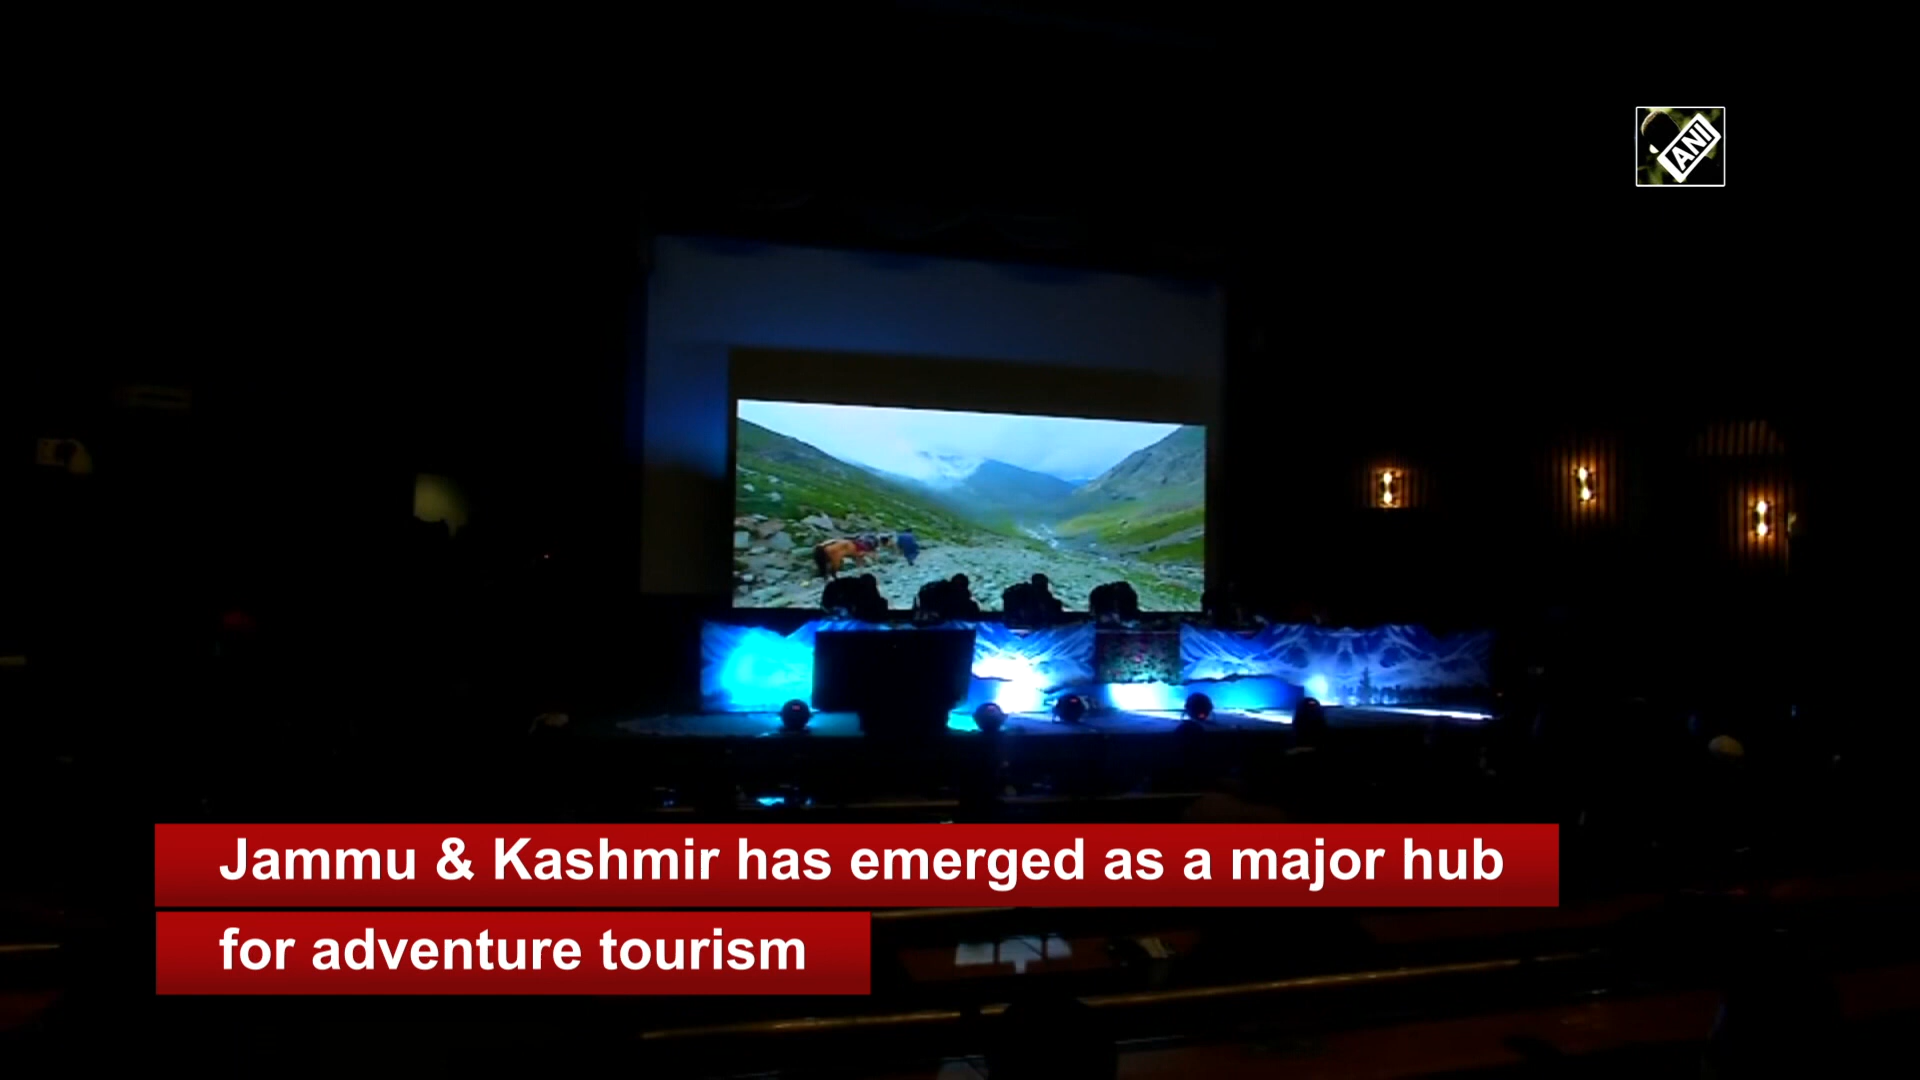 ANI
Jammu & Kashmir has emerged as a major hub
for adventure tourism